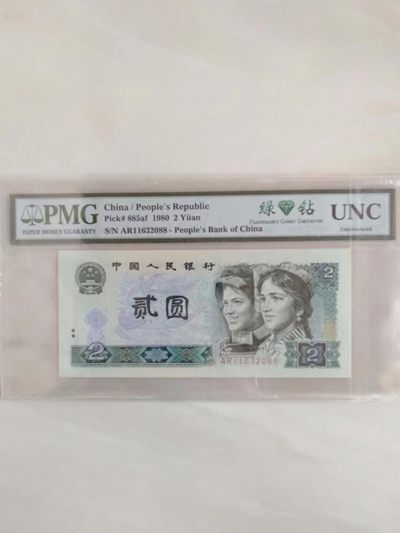 PMG
PAPER MONEY GUARANTY
China / People's Republic
Pick# 885af 1980 2 Yüan
S/N AR11632088 - People's Bank of China
绿 钻
Fluorescent Green Diamonds
UNC
Uncirculated
中国人民银行
2
贰圆
AR11632088
2
2